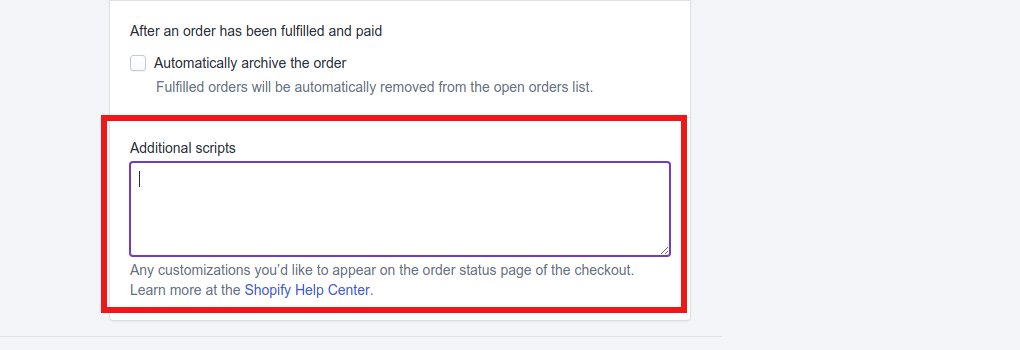 After an order has been fulfilled and paid
Automatically archive the order
Fulfilled orders will be automatically removed from the open orders list.
Additional scripts
Any customizations you'd like to appear on the order status page of the checkout.
Learn more at the Shopify Help Center.